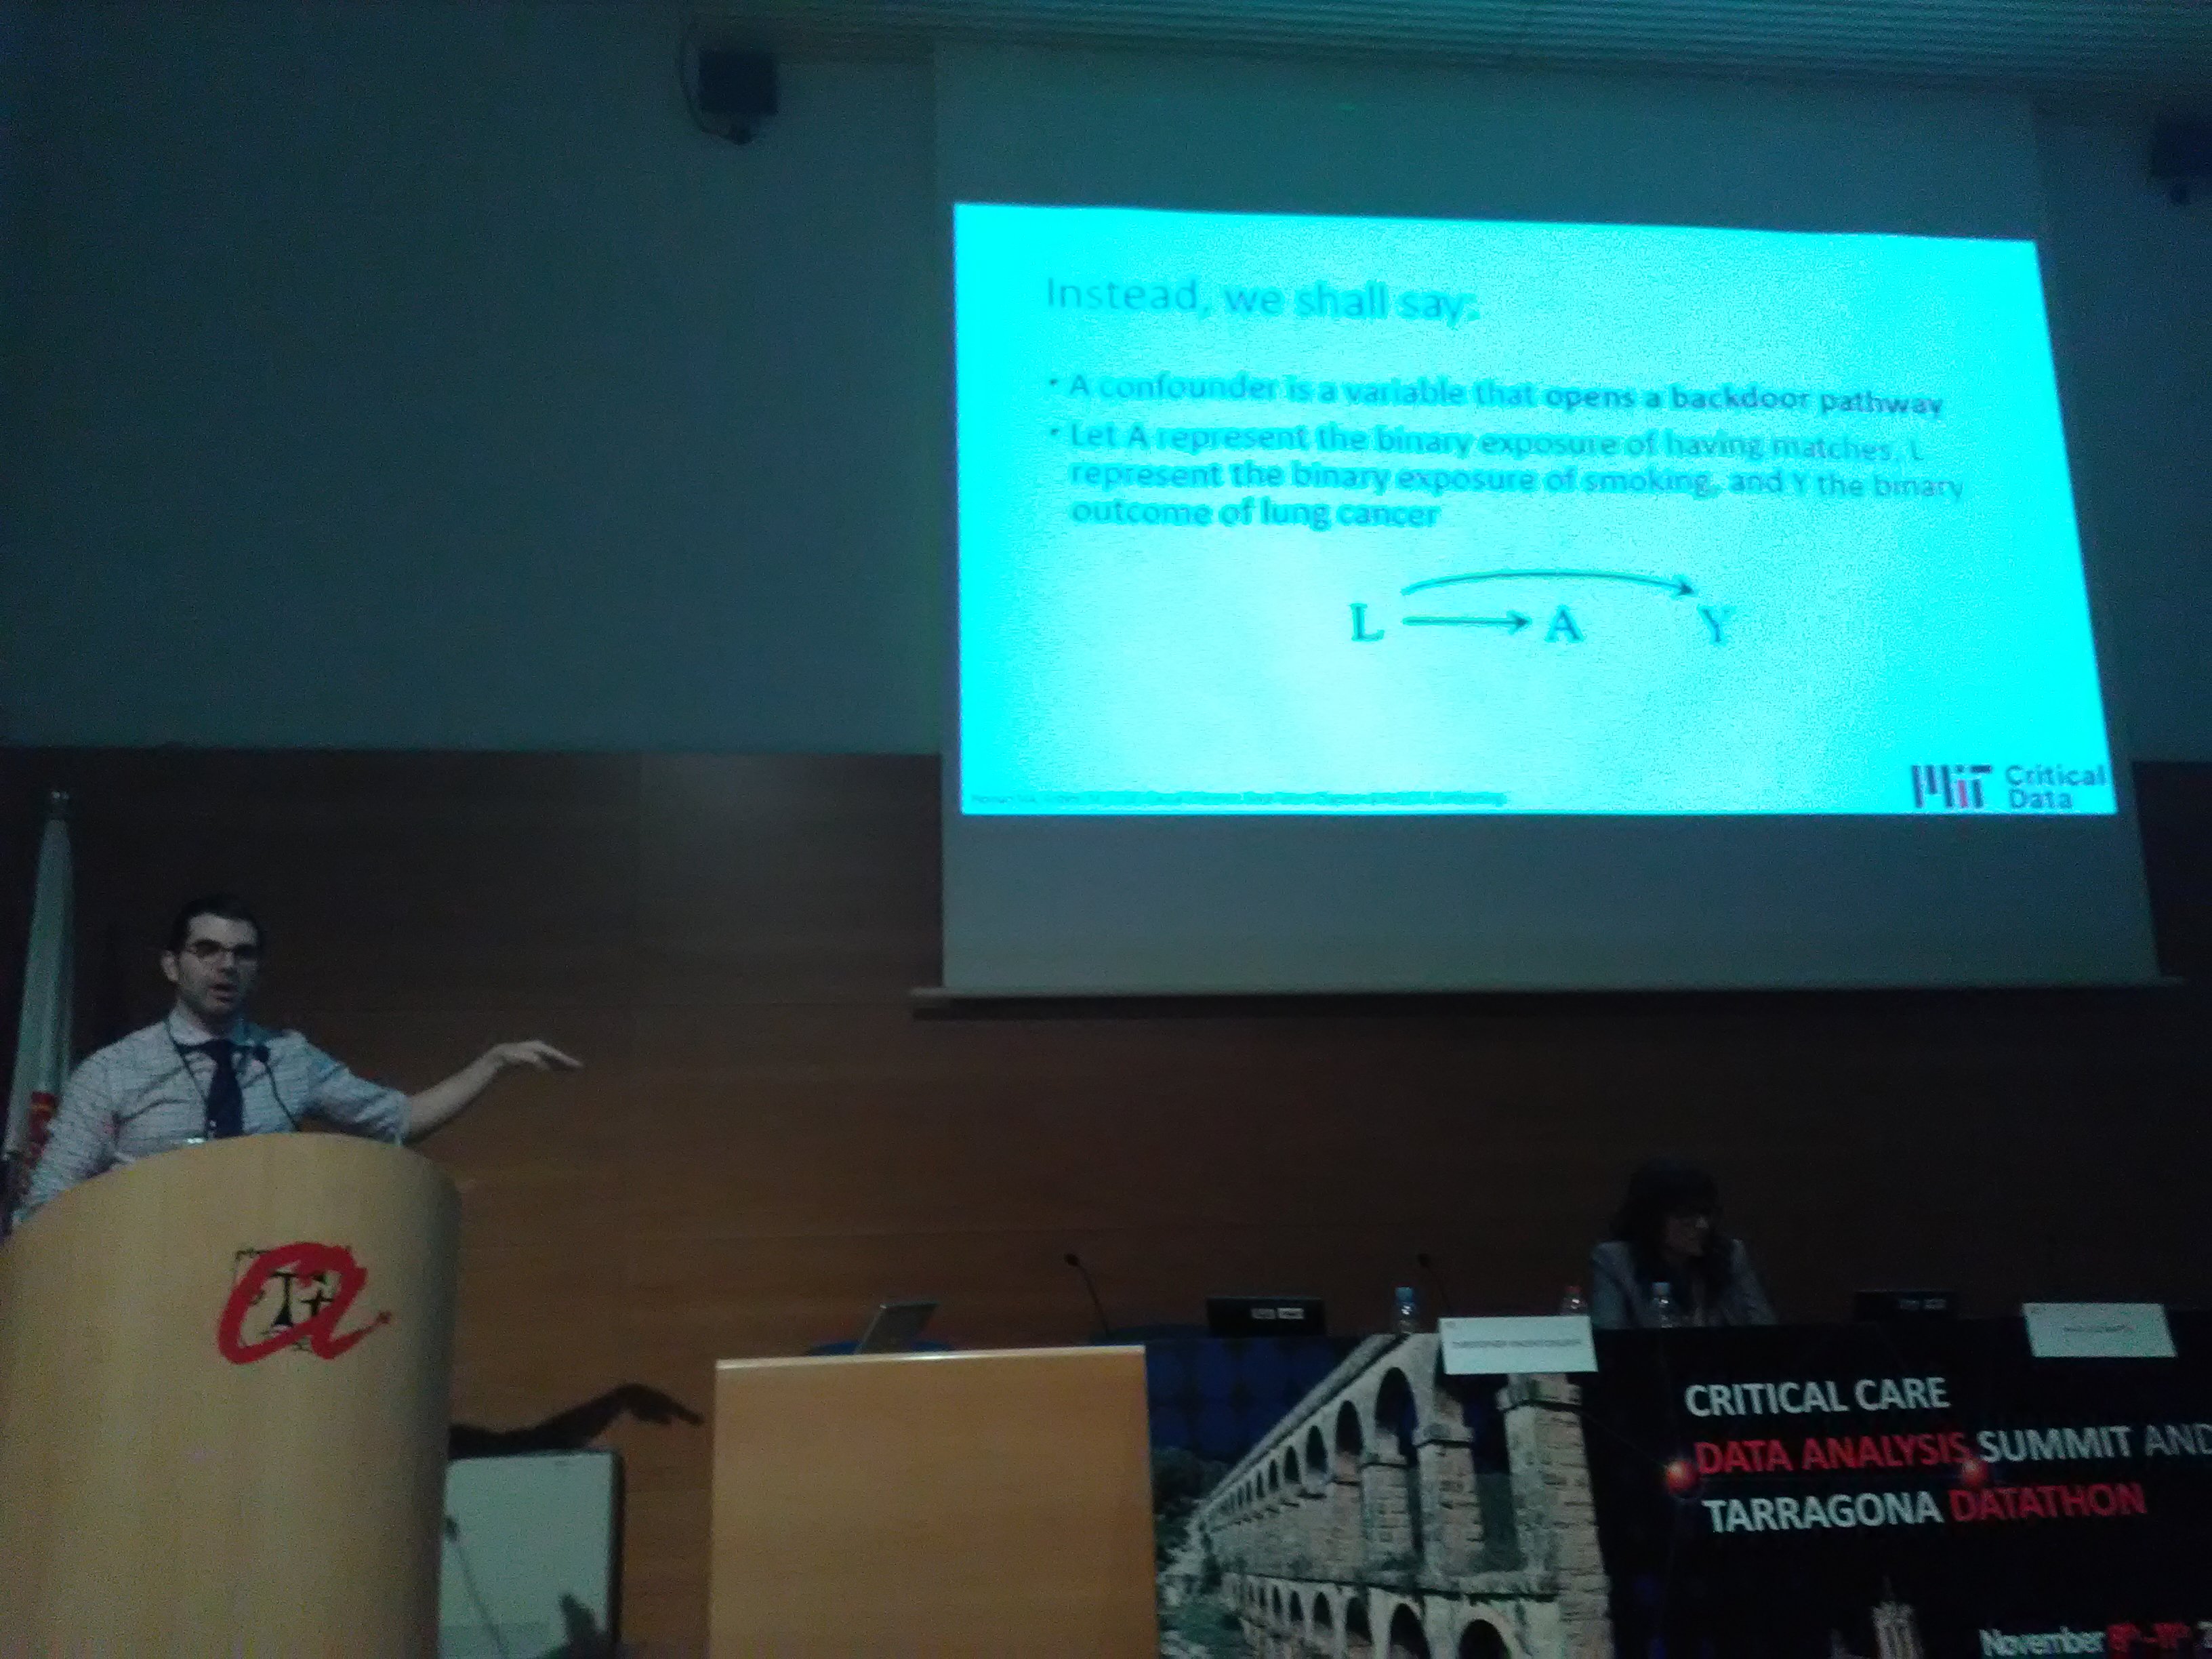 Instead, we shall say:
• A confounder is a variable that opens a backdoor pathway
• Let A represent the binary exposure of having matches, L
represent the binary exposure of smoking, and Y the binary
outcome of lung cancer
L A Y
MIT Critical
Data
CRITICAL CARE
DATA ANALYSIS SUMMIT AND
TARRAGONA DATATHON
November 9th-11th